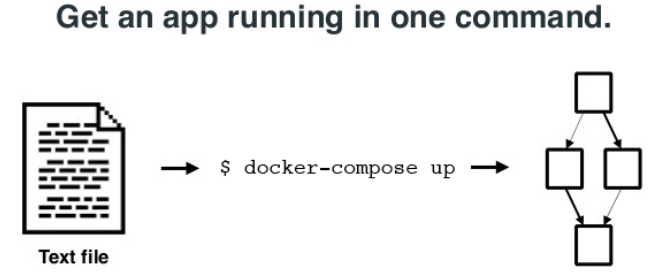 Get an app running in one command.
$ docker-compose up
Text file